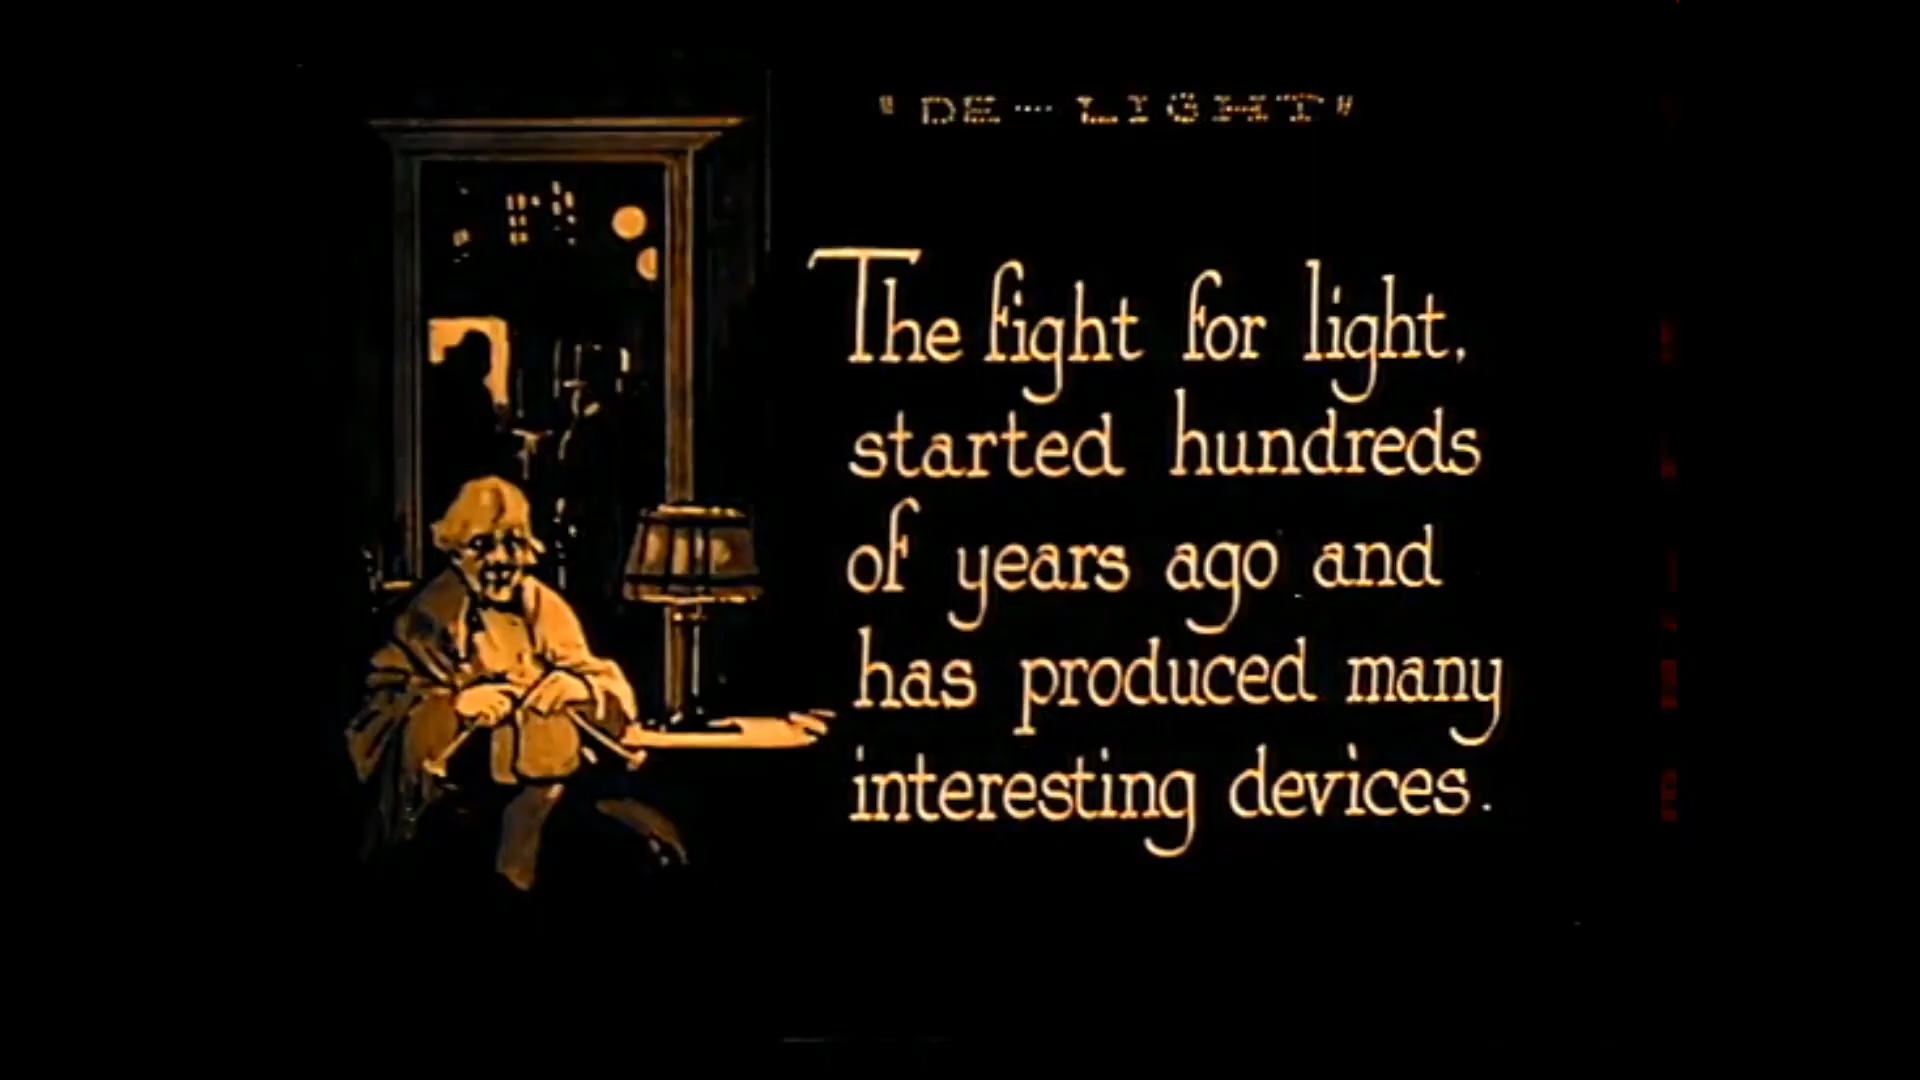 "DE-LIGHT"
The fight for light,
started hundreds
of years ago and
has produced many
interesting devices.